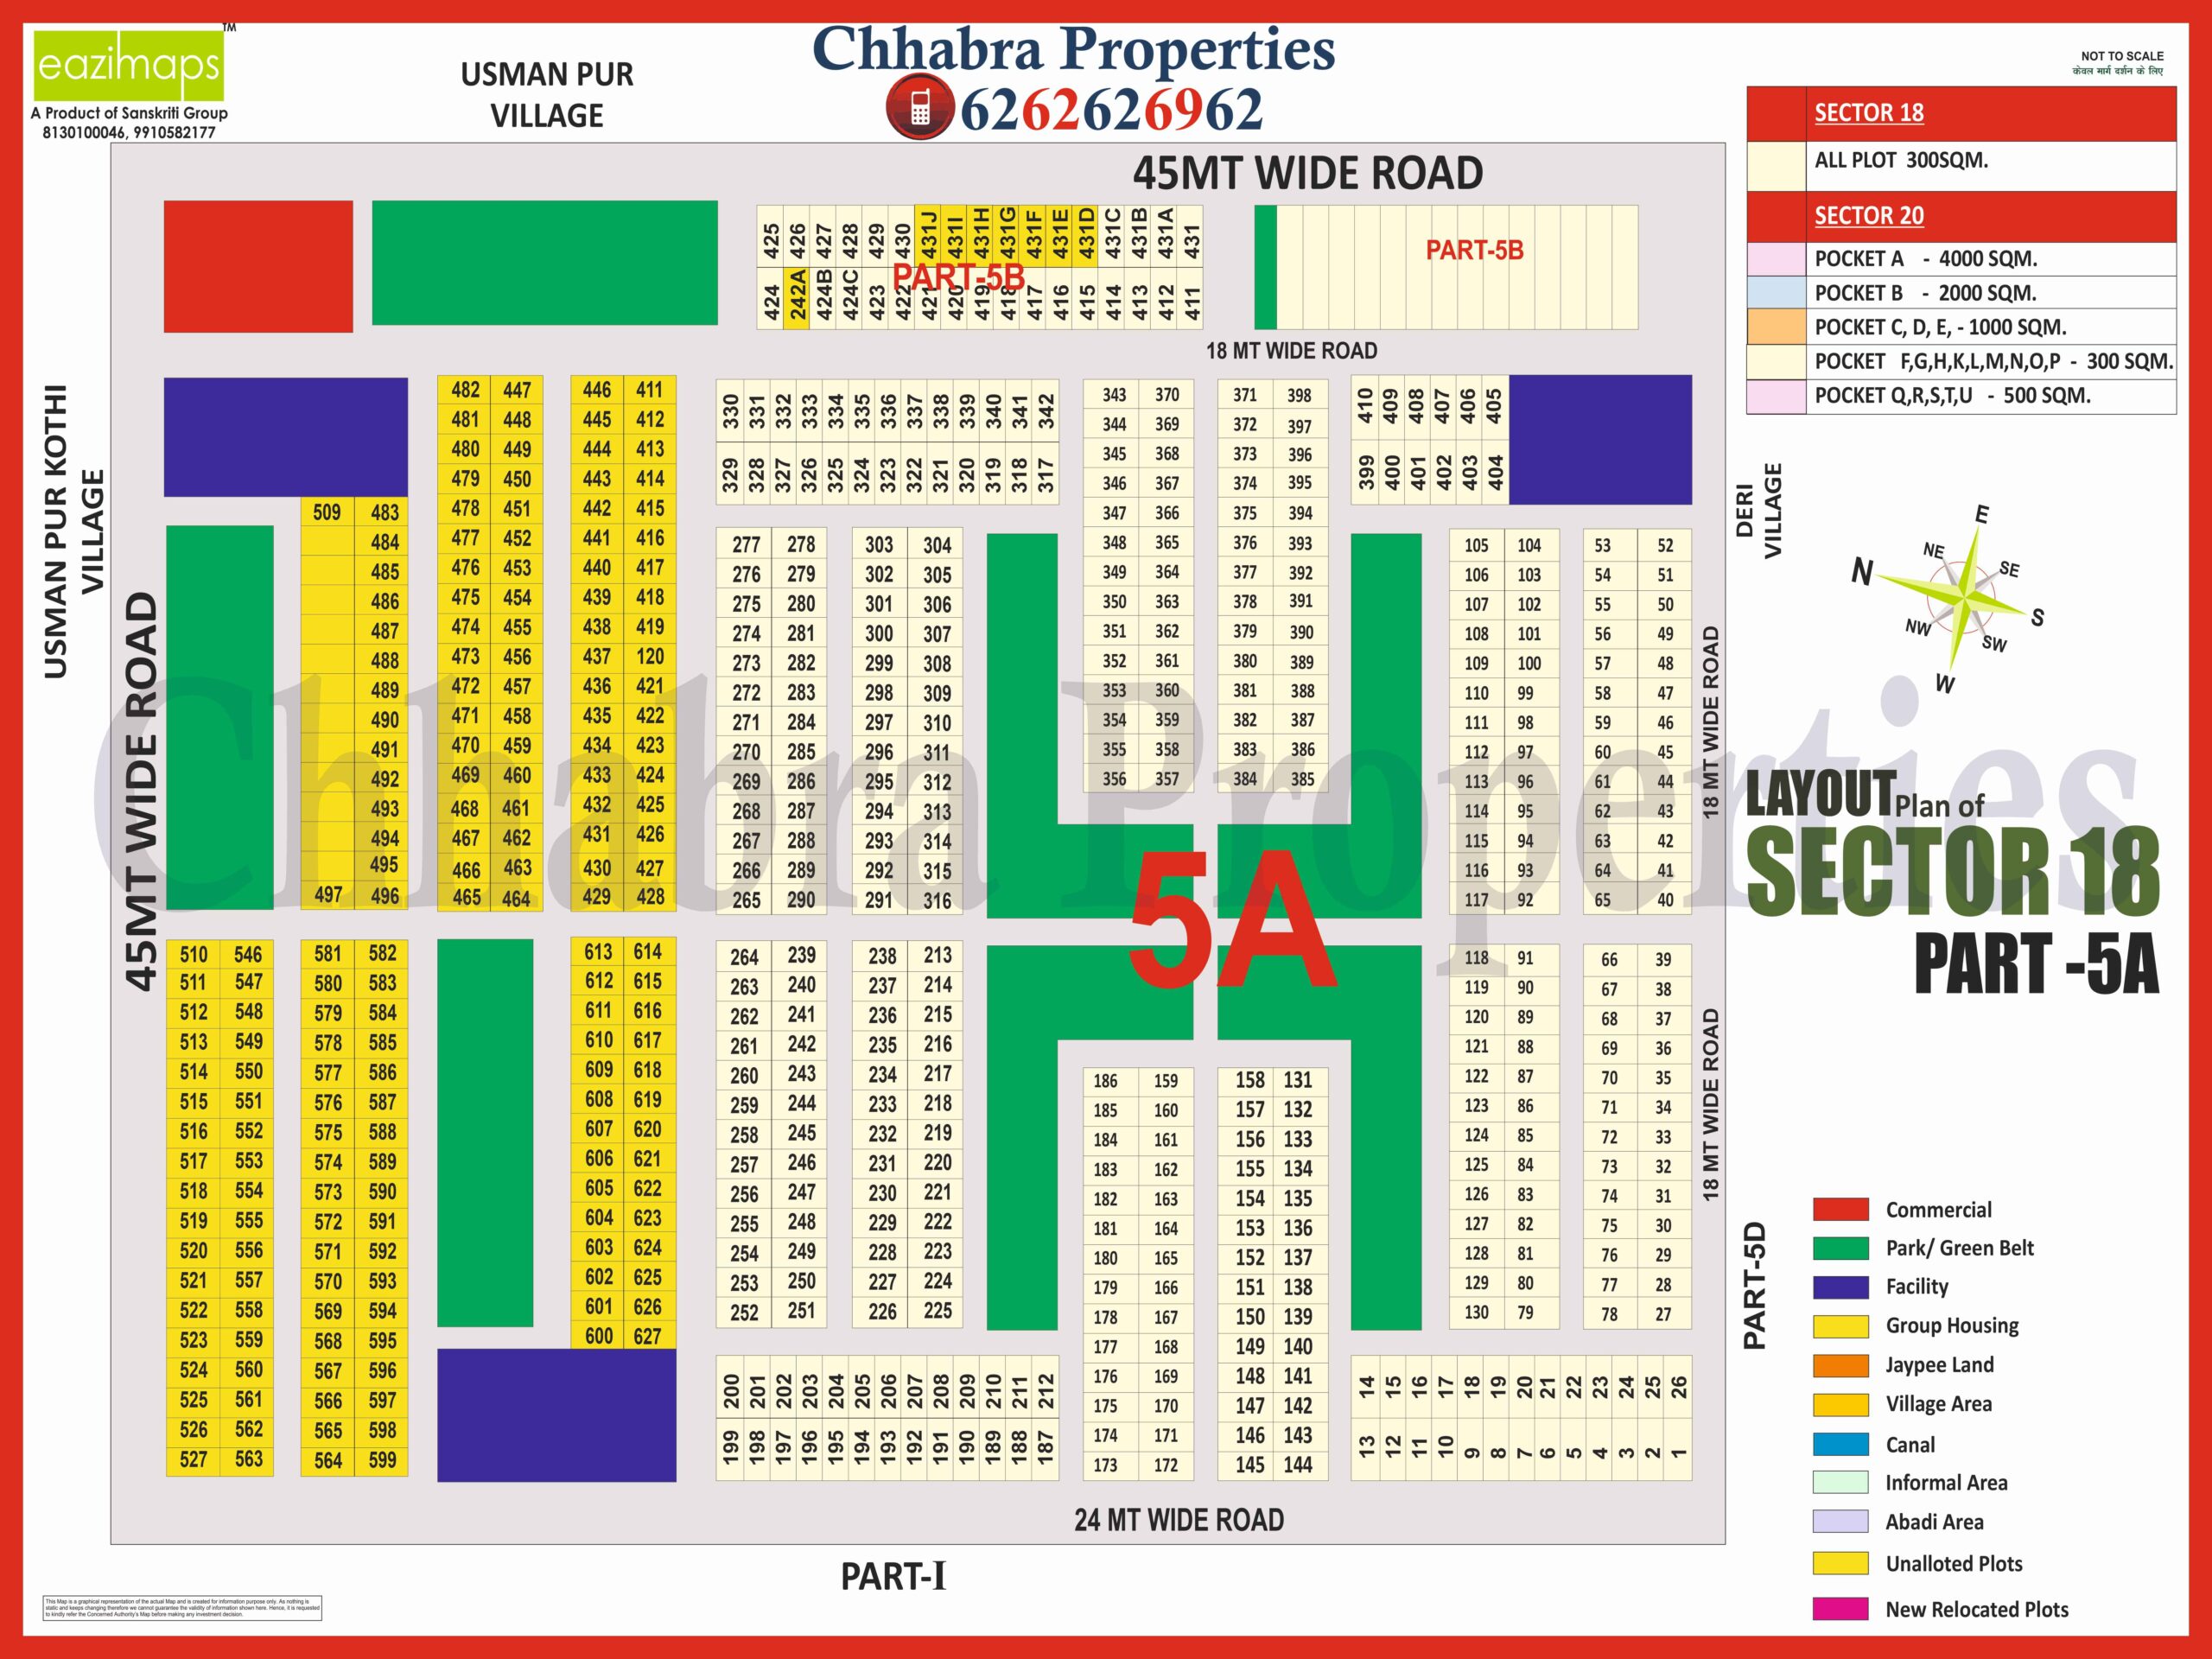 eazimaps
TM
A Product of Sanskriti Group
8130100046, 9910582177
USMAN PUR
VILLAGE
Chhabra Properties
6262626962
NOT TO SCALE
केवल मार्ग दर्शन के लिए
SECTOR 18
ALL PLOT 300SQM.
SECTOR 20
POCKET A - 4000 SQM.
POCKET B - 2000 SQM.
POCKET C, D, E, - 1000 SQM.
POCKET F,G,H,K,L,M,N,O,P - 300 SQM.
POCKET Q,R,S,T,U - 500 SQM.
45MT WIDE ROAD
425 426 427 428 429 430 431J 431I 431H 431G 431F 431E 431D 431C 431B 431A 431
PART-5B
424 242A 424B 424C 423 422 421 420 419 418 417 416 415 414 413 412 411
PART-5B
18 MT WIDE ROAD
USMAN PUR KOTHI
VILLAGE
45MT WIDE ROAD
482 447 446 411
481 448 445 412
480 449 444 413
479 450 443 414
478 451 442 415
477 452 441 416
476 453 440 417
475 454 439 418
474 455 438 419
473 456 437 120
472 457 436 421
471 458 435 422
470 459 434 423
469 460 433 424
468 461 432 425
467 462 431 426
466 463 430 427
465 464 429 428
509 483
484
485
486
487
488
489
490
491
492
493
494
495
497 496
330 331 332 333 334 335 336 337 338 339 340 341 342
329 328 327 326 325 324 323 322 321 320 319 318 317
277 278 303 304
276 279 302 305
275 280 301 306
274 281 300 307
273 282 299 308
272 283 298 309
271 284 297 310
270 285 296 311
269 286 295 312
268 287 294 313
267 288 293 314
266 289 292 315
265 290 291 316
343 370 371 398
344 369 372 397
345 368 373 396
346 367 374 395
347 366 375 394
348 365 376 393
349 364 377 392
350 363 378 391
351 362 379 390
352 361 380 389
353 360 381 388
354 359 382 387
355 358 383 386
356 357 384 385
410 409 408 407 406 405
399 400 401 402 403 404
105 104 53 52
106 103 54 51
107 102 55 50
108 101 56 49
109 100 57 48
110 99 58 47
111 98 59 46
112 97 60 45
113 96 61 44
114 95 62 43
115 94 63 42
116 93 64 41
117 92 65 40
18 MT WIDE ROAD
DERI
VILLAGE
E
NE
SE
N
S
NW
SW
W
Chhabra Properties
5A
LAYOUT Plan of
SECTOR 18
PART -5A
510 546 581 582
511 547 580 583
512 548 579 584
513 549 578 585
514 550 577 586
515 551 576 587
516 552 575 588
517 553 574 589
518 554 573 590
519 555 572 591
520 556 571 592
521 557 570 593
522 558 569 594
523 559 568 595
524 560 567 596
525 561 566 597
526 562 565 598
527 563 564 599
613 614
612 615
611 616
610 617
609 618
608 619
607 620
606 621
605 622
604 623
603 624
602 625
601 626
600 627
264 239 238 213
263 240 237 214
262 241 236 215
261 242 235 216
260 243 234 217
259 244 233 218
258 245 232 219
257 246 231 220
256 247 230 221
255 248 229 222
254 249 228 223
253 250 227 224
252 251 226 225
200 201 202 203 204 205 206 207 208 209 210 211 212
199 198 197 196 195 194 193 192 191 190 189 188 187
186 159 158 131
185 160 157 132
184 161 156 133
183 162 155 134
182 163 154 135
181 164 153 136
180 165 152 137
179 166 151 138
178 167 150 139
177 168 149 140
176 169 148 141
175 170 147 142
174 171 146 143
173 172 145 144
118 91 66 39
119 90 67 38
120 89 68 37
121 88 69 36
122 87 70 35
123 86 71 34
124 85 72 33
125 84 73 32
126 83 74 31
127 82 75 30
128 81 76 29
129 80 77 28
130 79 78 27
14 15 16 17 18 19 20 21 22 23 24 25 26
13 12 11 10 9 8 7 6 5 4 3 2 1
18 MT WIDE ROAD
PART-5D
24 MT WIDE ROAD
PART-I
Commercial
Park/ Green Belt
Facility
Group Housing
Jaypee Land
Village Area
Canal
Informal Area
Abadi Area
Unalloted Plots
New Relocated Plots
This Map is a graphical representation of the actual Map and is created for information purpose only. As nothing is
static and keeps changing therefore we cannot guarantee the validity of information shown here. Hence, it is requested
to kindly refer the Concerned Authority's Map before making any investment decision.